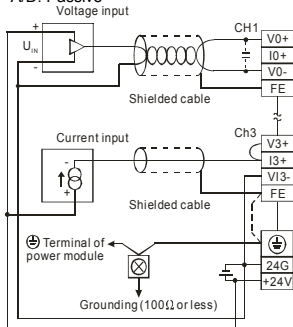 A/D: Passive
Voltage input
+
UIN
-
CH1
V0+
I0+
V0-
FE
Shielded cable
Current input
-
+
Ch3
V3+
I3+
VI3-
FE
Shielded cable
Terminal of
power module
24G
+24V
Grounding (100Ω or less)